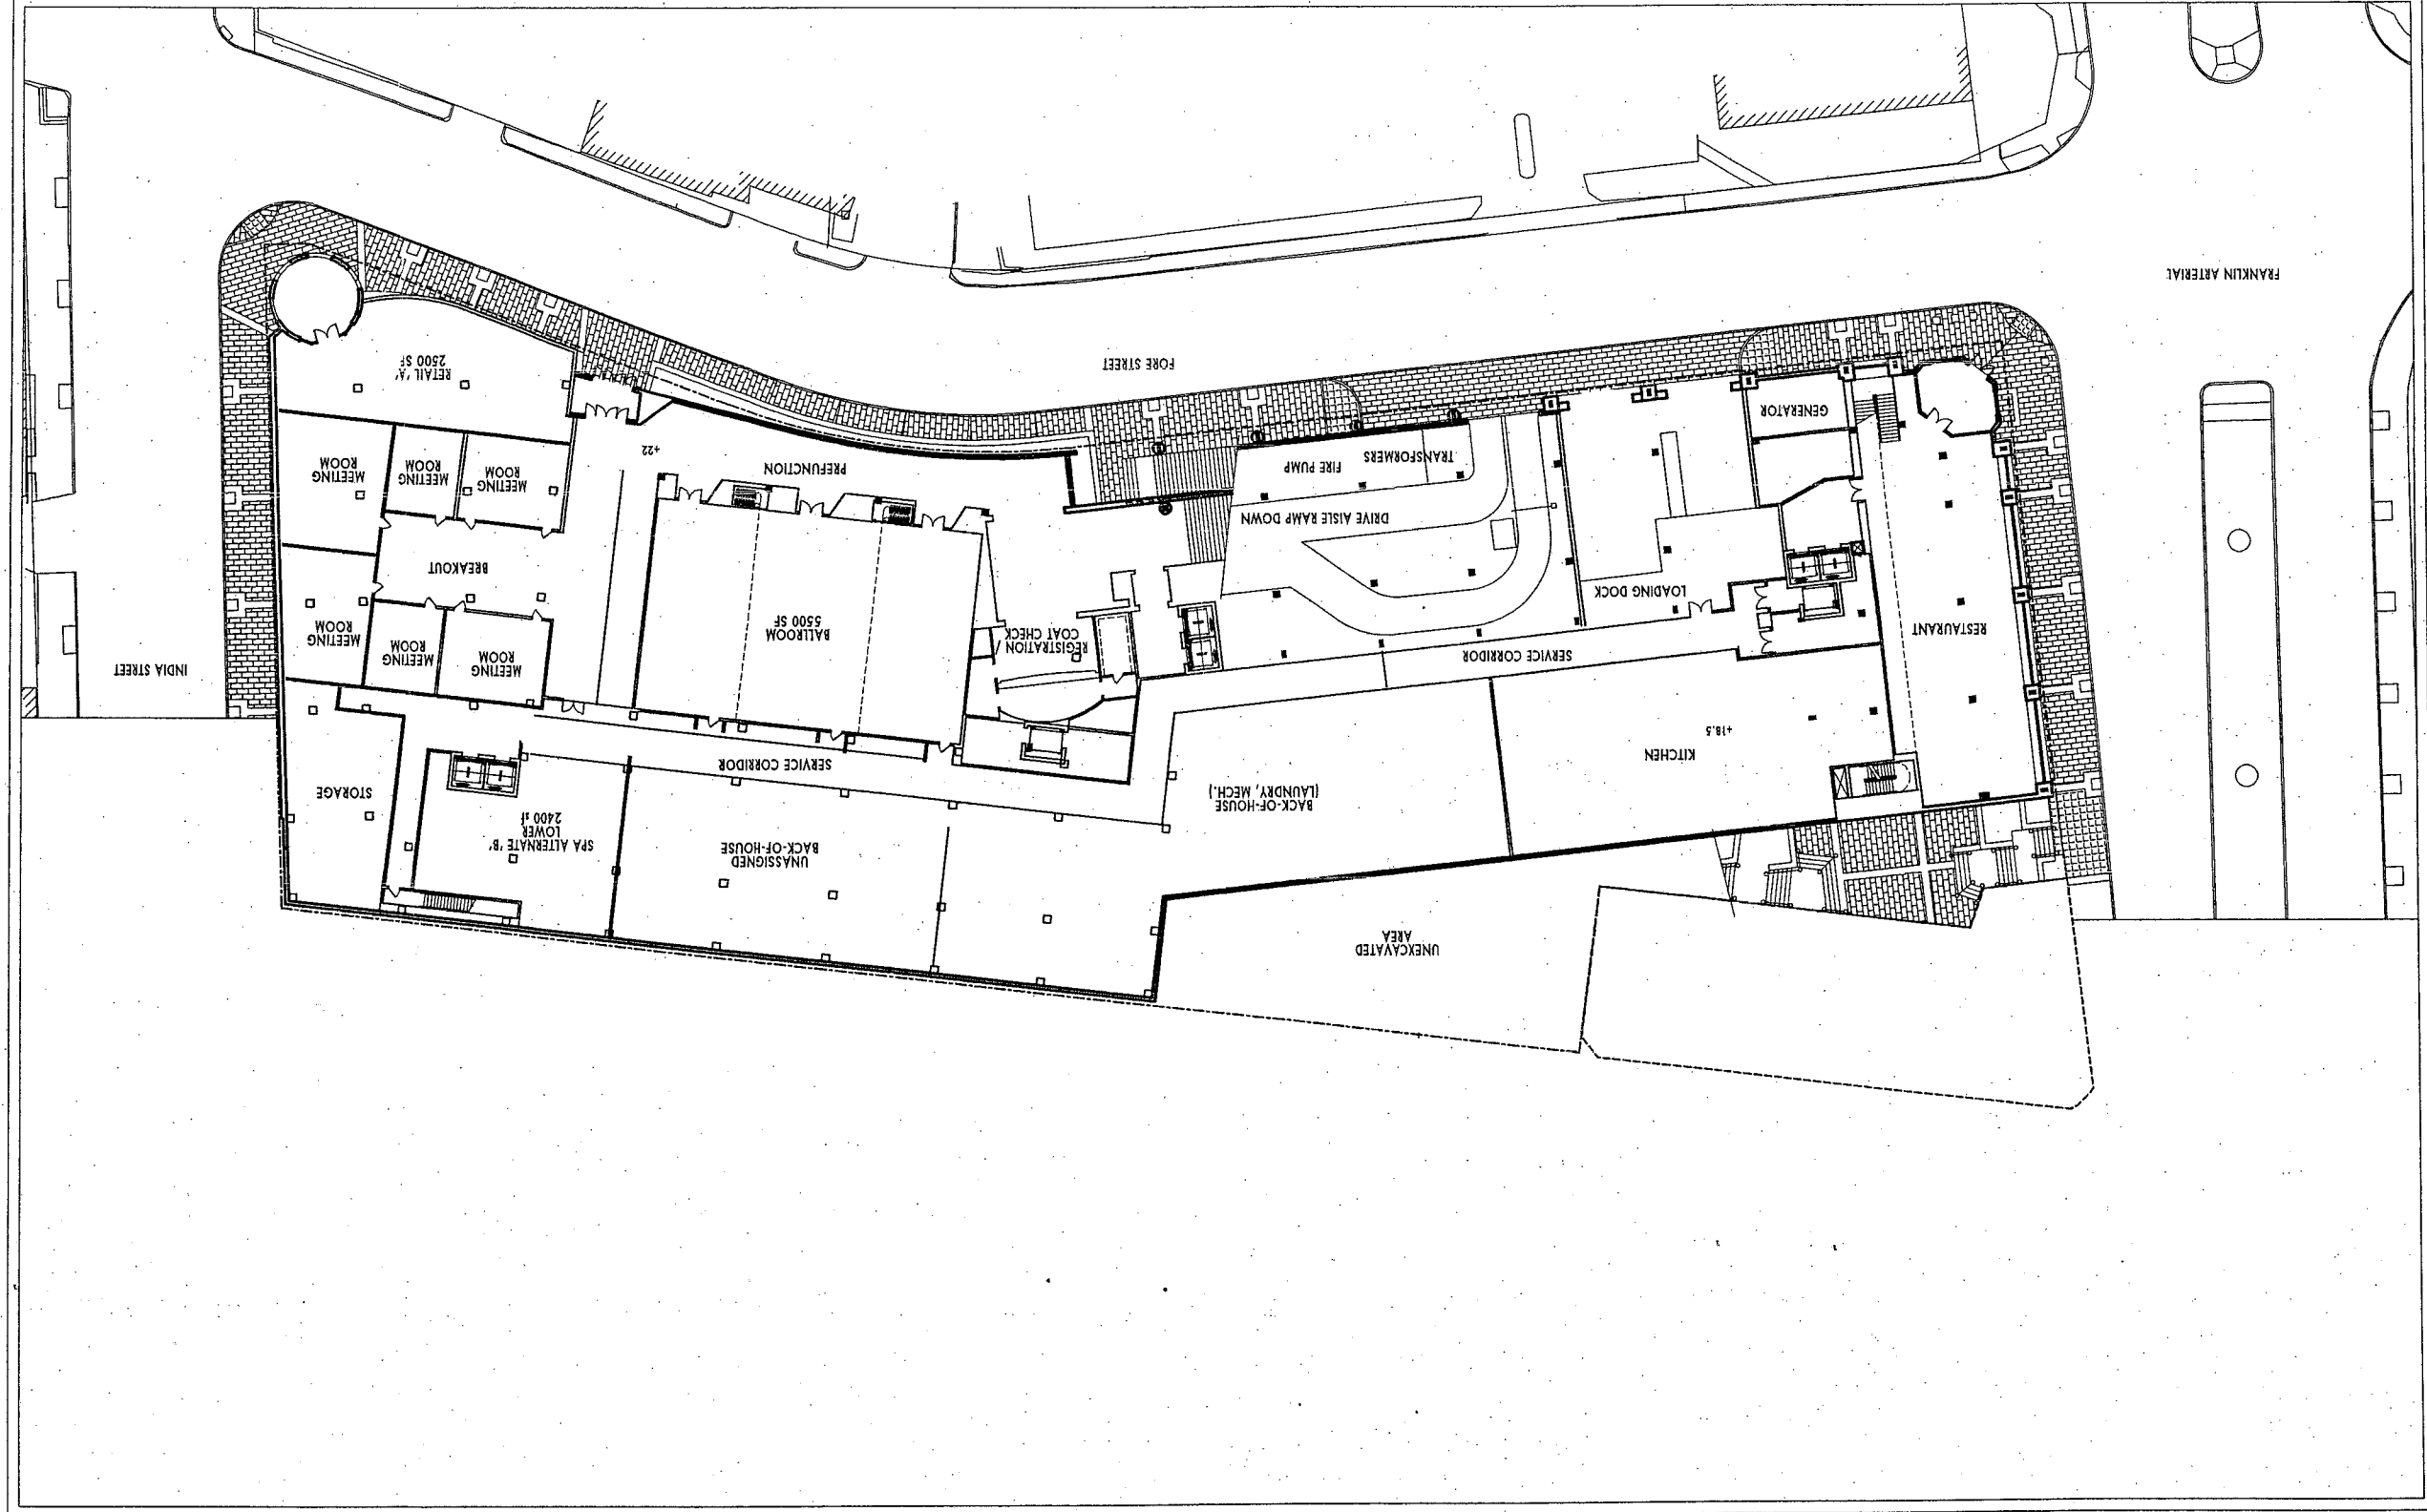 INDIA STREET
STORAGE
SPA ALTERNATE 'B'
LOWER
2400 sf
UNASSIGNED
BACK-OF-HOUSE
UNEXCAVATED
AREA
BACK-OF-HOUSE
(LAUNDRY, MECH.)
KITCHEN
+18.5
SERVICE CORRIDOR
SERVICE CORRIDOR
RESTAURANT
LOADING DOCK
MEETING
ROOM
MEETING
ROOM
MEETING
ROOM
BREAKOUT
BALLROOM
5500 SF
REGISTRATION /
COAT CHECK
DRIVE AISLE RAMP DOWN
FIRE PUMP
TRANSFORMERS
GENERATOR
MEETING
ROOM
MEETING
ROOM
MEETING
ROOM
PREFUNCTION
+22
RETAIL 'A'
2500 SF
FORE STREET
FRANKLIN ARTERIAL